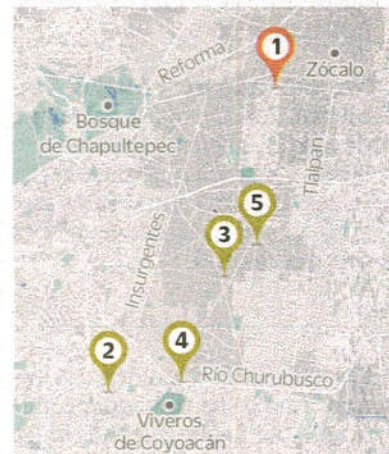 1
Reforma
Zócalo
Bosque
de Chapultepec
Tlalpan
5
3
Insurgentes
2
4
Río Churubusco
Viveros
de Coyoacán